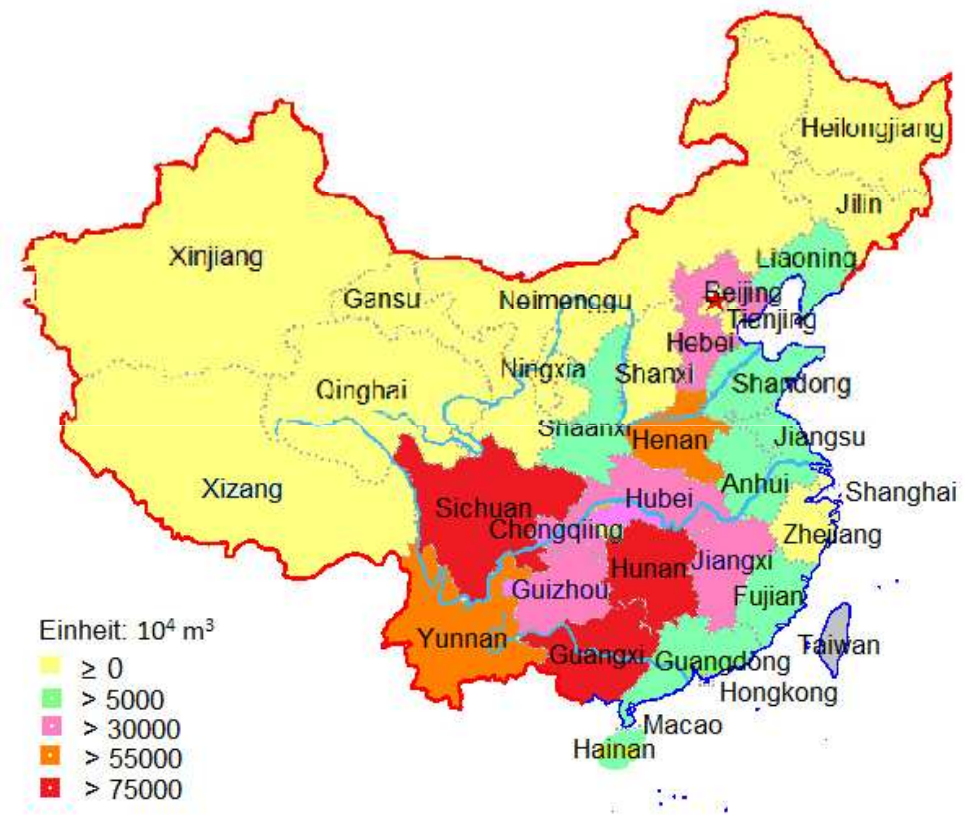 Heilongjiang
Jilin
Liaoning
Xinjiang
Gansu
Neimenggu
Beijing
Tienjing
Hebei
Ningxia
Shanxi
Qinghai
Shandong
Shaanxi
Henan
Jiangsu
Xizang
Anhui
Shanghai
Hubei
Sichuan
Chongqiing
Zhejiang
Jiangxi
Hunan
Guizhou
Fujian
Einheit: 10⁴ m³
Yunnan
Taiwan
Guangxi
Guangdong
≥ 0
Hongkong
> 5000
Macao
> 30000
Hainan
> 55000
> 75000